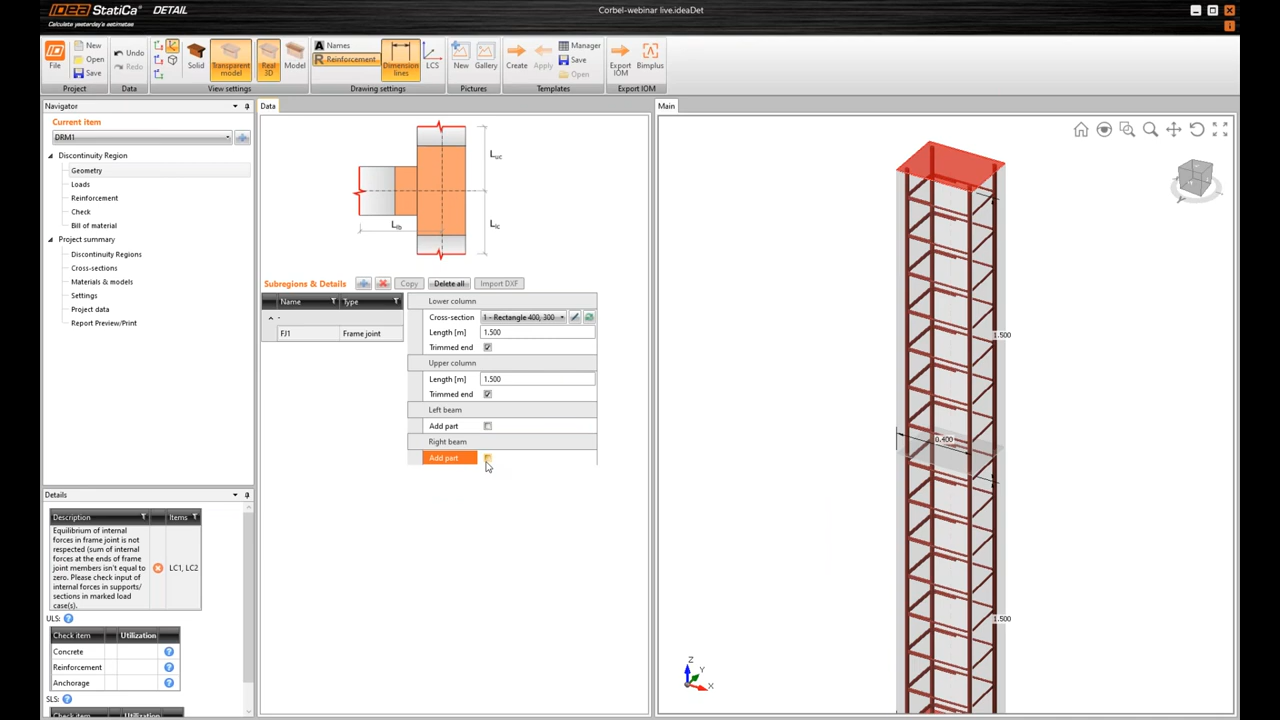 IDEA StatiCa® DETAIL
Calculate yesterday's estimates
Corbel-webinar live.ideaDet
File
New
Open
Save
Project
Undo
Redo
Data
Solid
Transparent model
Real 3D
Model
View settings
Names
Reinforcement
Dimension lines
LCS
Drawing settings
New
Gallery
Pictures
Create
Apply
Manager
Save
Open
Templates
Export IOM
Bimplus
Export IOM
Navigator
Current item
DRM1
Discontinuity Region
Geometry
Loads
Reinforcement
Check
Bill of material
Project summary
Discontinuity Regions
Cross-sections
Materials & models
Settings
Project data
Report Preview/Print
Details
Description Items
Equilibrium of internal
forces in frame joint is not
respected (sum of internal
forces at the ends of frame
joint members isn't equal to
zero. Please check input of
internal forces in supports/
sections in marked load
case(s).
LC1, LC2
ULS:
Check item Utilization
Concrete
Reinforcement
Anchorage
SLS:
Check item Utilization
Data
Luc
Llc
Llb
Subregions & Details Copy Delete all Import DXF
Name Type
-
FJ1 Frame joint
Lower column
Cross-section 1 - Rectangle 400, 300
Length [m] 1.500
Trimmed end
Upper column
Length [m] 1.500
Trimmed end
Left beam
Add part
Right beam
Add part
Main
1.500
0.400
1.500
Z
Y
X